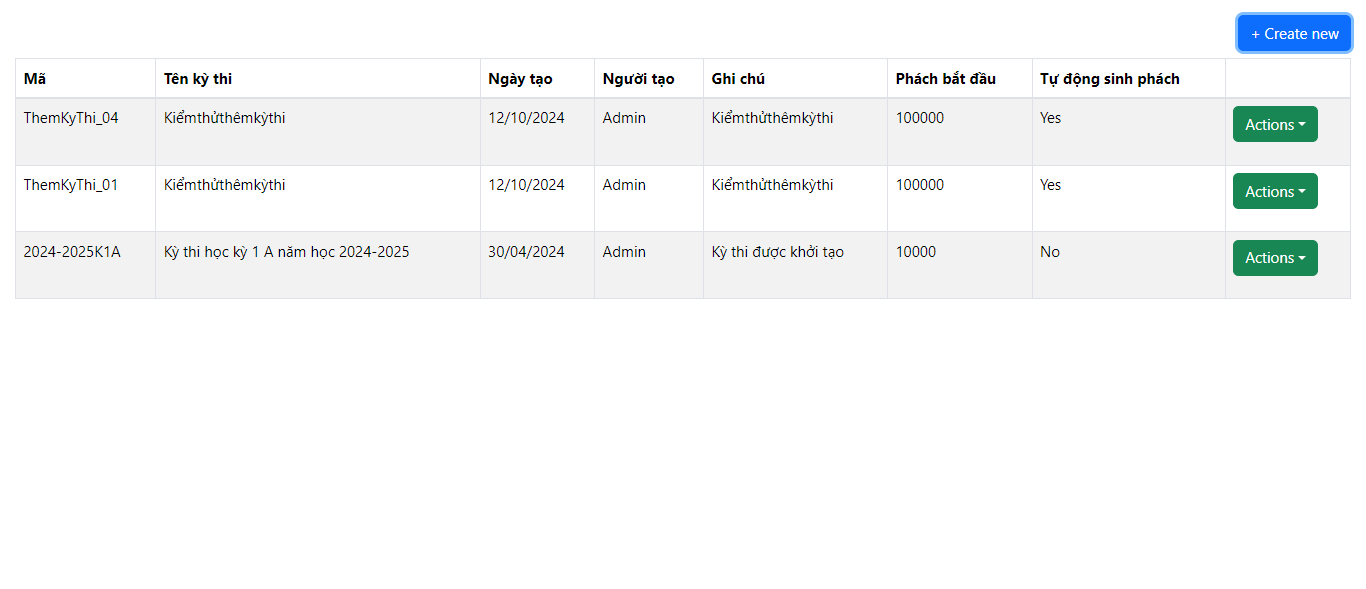 + Create new
Mã Tên kỳ thi Ngày tạo Người tạo Ghi chú Phách bắt đầu Tự động sinh phách
ThemKyThi_04 Kiểmthửthêmkỳthi 12/10/2024 Admin Kiểmthửthêmkỳthi 100000 Yes Actions
ThemKyThi_01 Kiểmthửthêmkỳthi 12/10/2024 Admin Kiểmthửthêmkỳthi 100000 Yes Actions
2024-2025K1A Kỳ thi học kỳ 1 A năm học 2024-2025 30/04/2024 Admin Kỳ thi được khởi tạo 10000 No Actions